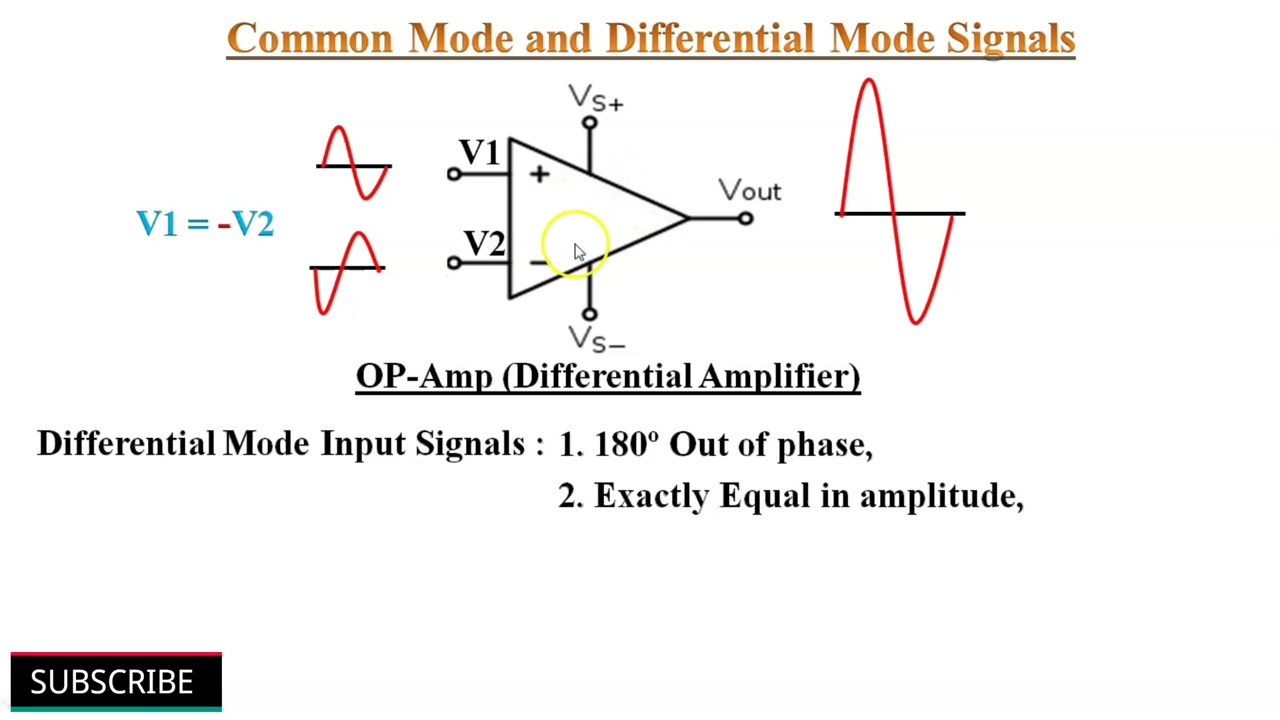 Common Mode and Differential Mode Signals
VS+
V1
+
Vout
V1 = -V2
V2
−
VS−
OP-Amp (Differential Amplifier)
Differential Mode Input Signals : 1. 180º Out of phase,
2. Exactly Equal in amplitude,
SUBSCRIBE